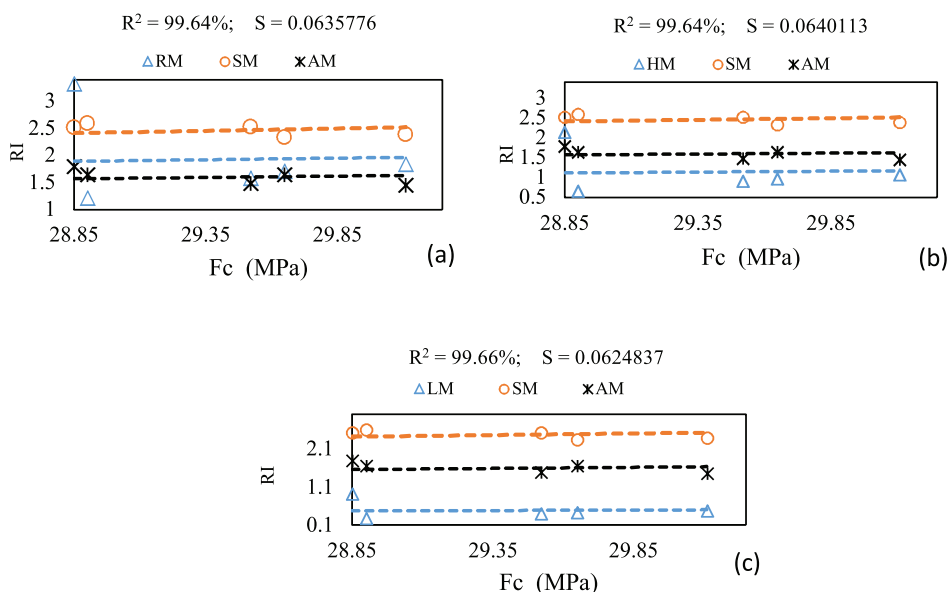 R² = 99.64%; S = 0.0635776
RM SM AM
3
2.5
2
1.5
1
RI
28.85 29.35 29.85
Fc (MPa)
(a)
R² = 99.64%; S = 0.0640113
HM SM AM
3
2.5
2
1.5
1
0.5
RI
28.85 29.35 29.85
Fc (MPa)
(b)
R² = 99.66%; S = 0.0624837
LM SM AM
2.1
1.1
0.1
RI
28.85 29.35 29.85
Fc (MPa)
(c)